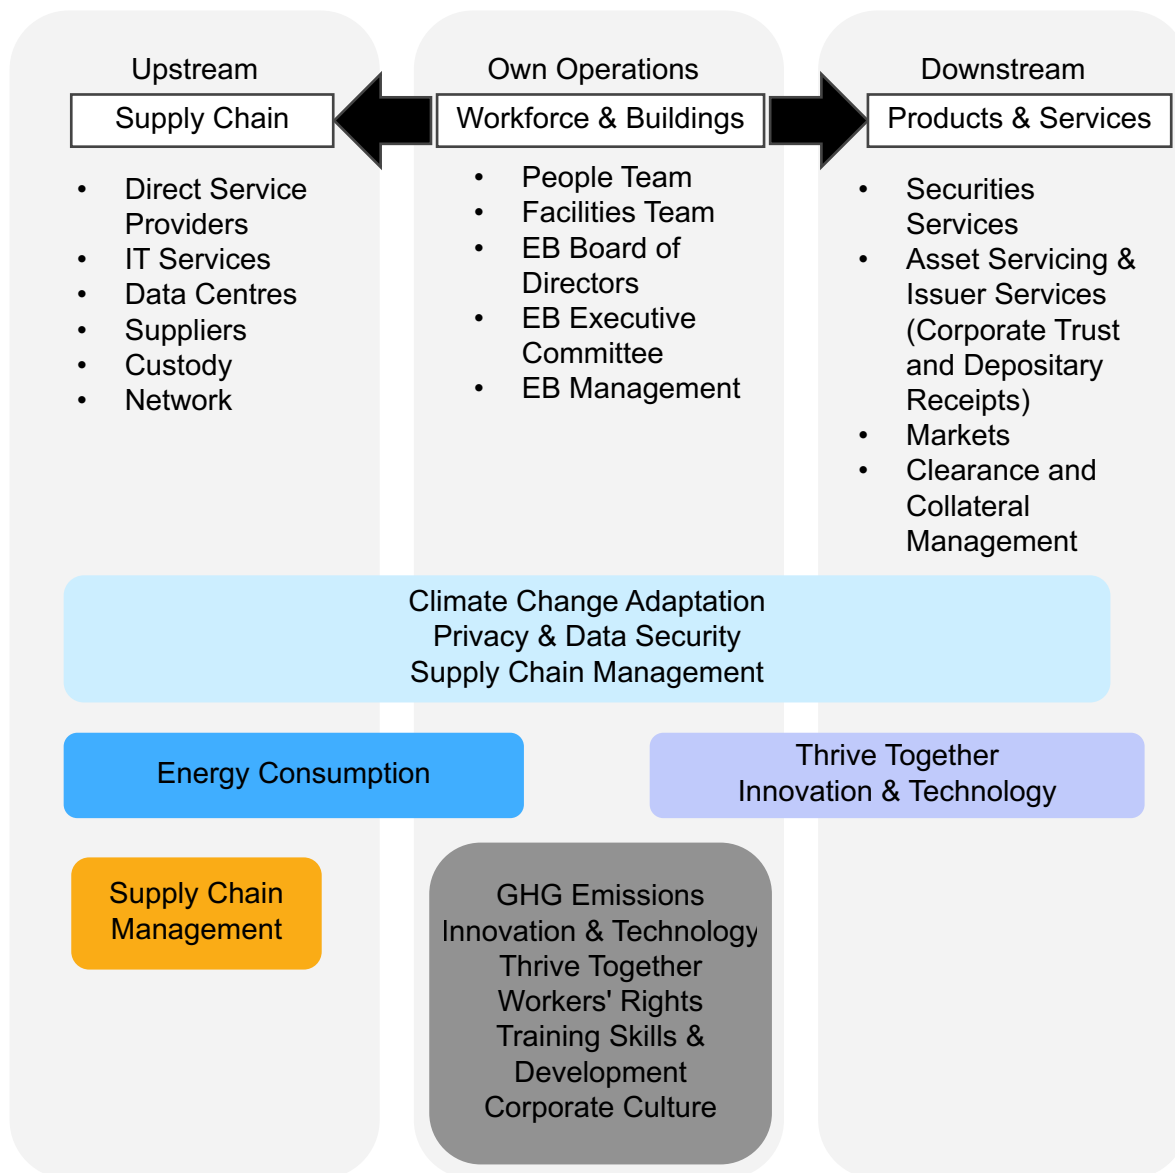 Upstream
Supply Chain
• Direct Service
Providers
• IT Services
• Data Centres
• Suppliers
• Custody
• Network
Own Operations
Workforce & Buildings
• People Team
• Facilities Team
• EB Board of
Directors
• EB Executive
Committee
• EB Management
Downstream
Products & Services
• Securities
Services
• Asset Servicing &
Issuer Services
(Corporate Trust
and Depositary
Receipts)
• Markets
• Clearance and
Collateral
Management
Climate Change Adaptation
Privacy & Data Security
Supply Chain Management
Energy Consumption
Thrive Together
Innovation & Technology
Supply Chain
Management
GHG Emissions
Innovation & Technology
Thrive Together
Workers' Rights
Training Skills &
Development
Corporate Culture